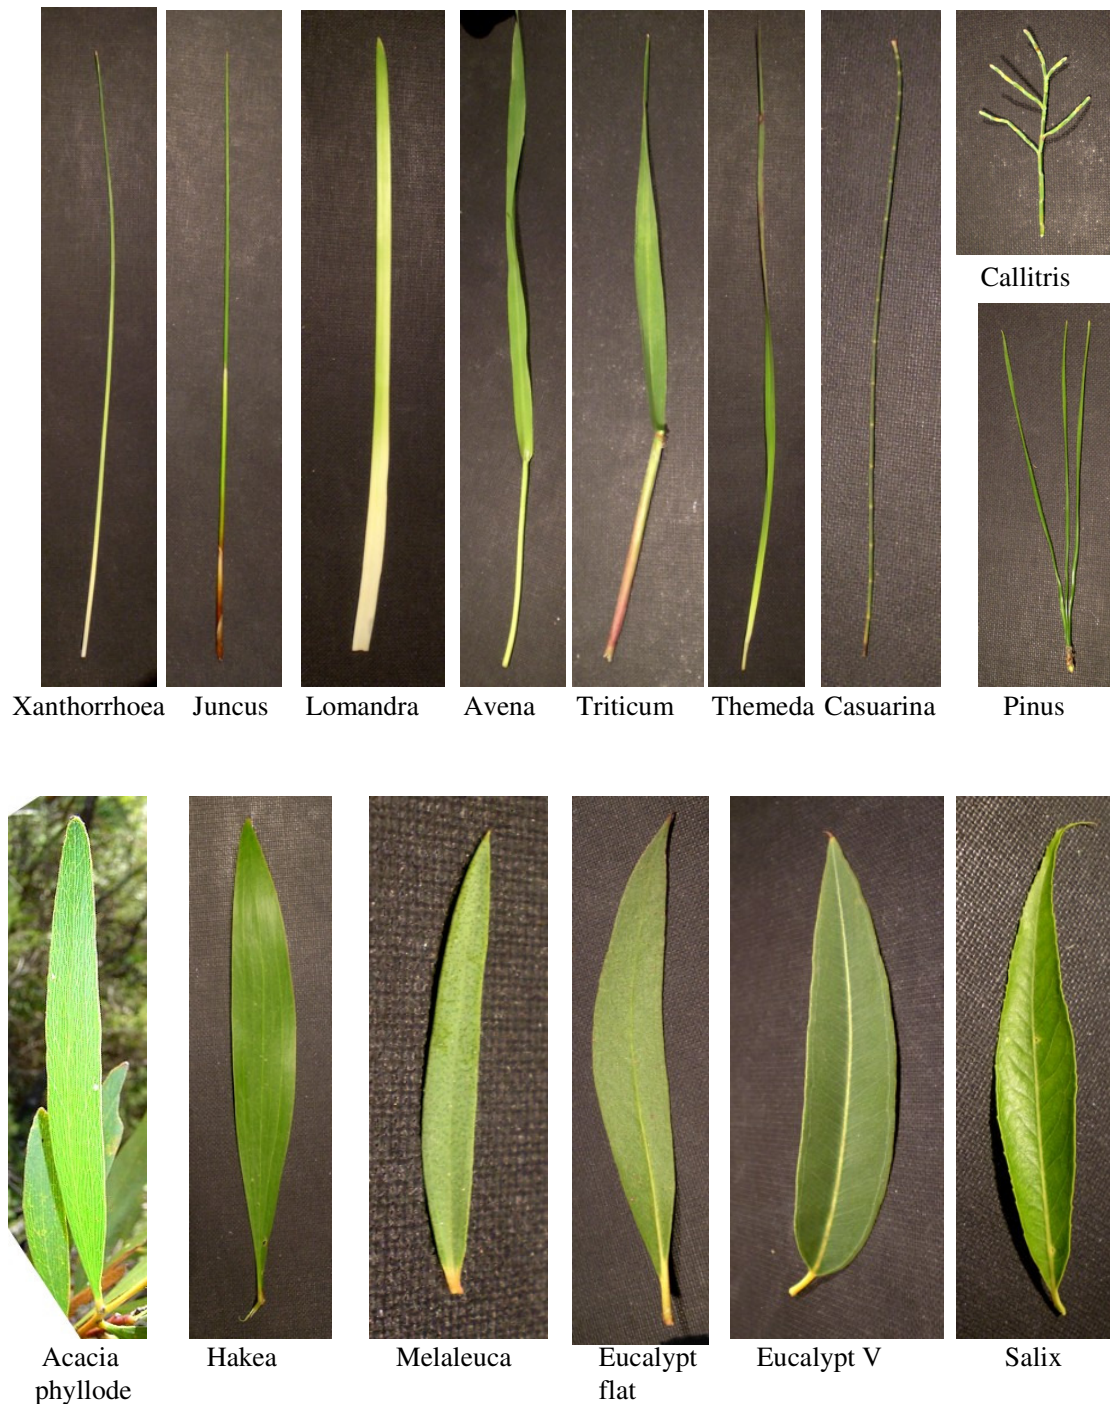 Callitris
Xanthorrhoea Juncus Lomandra Avena Triticum Themeda Casuarina Pinus
Acacia phyllode
Hakea
Melaleuca
Eucalypt flat
Eucalypt V
Salix